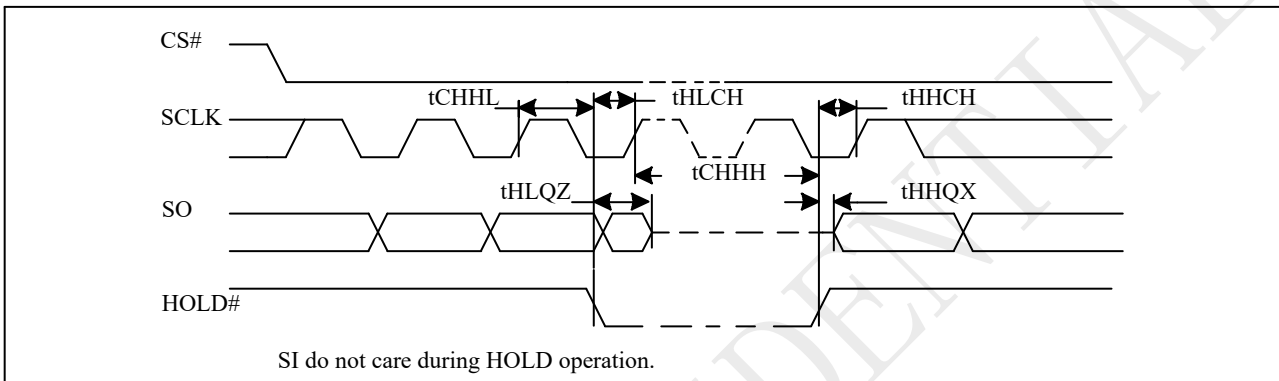 CS#
tCHHL
tHLCH
tHHCH
SCLK
tCHHH
tHLQZ
tHHQX
SO
HOLD#
SI do not care during HOLD operation.